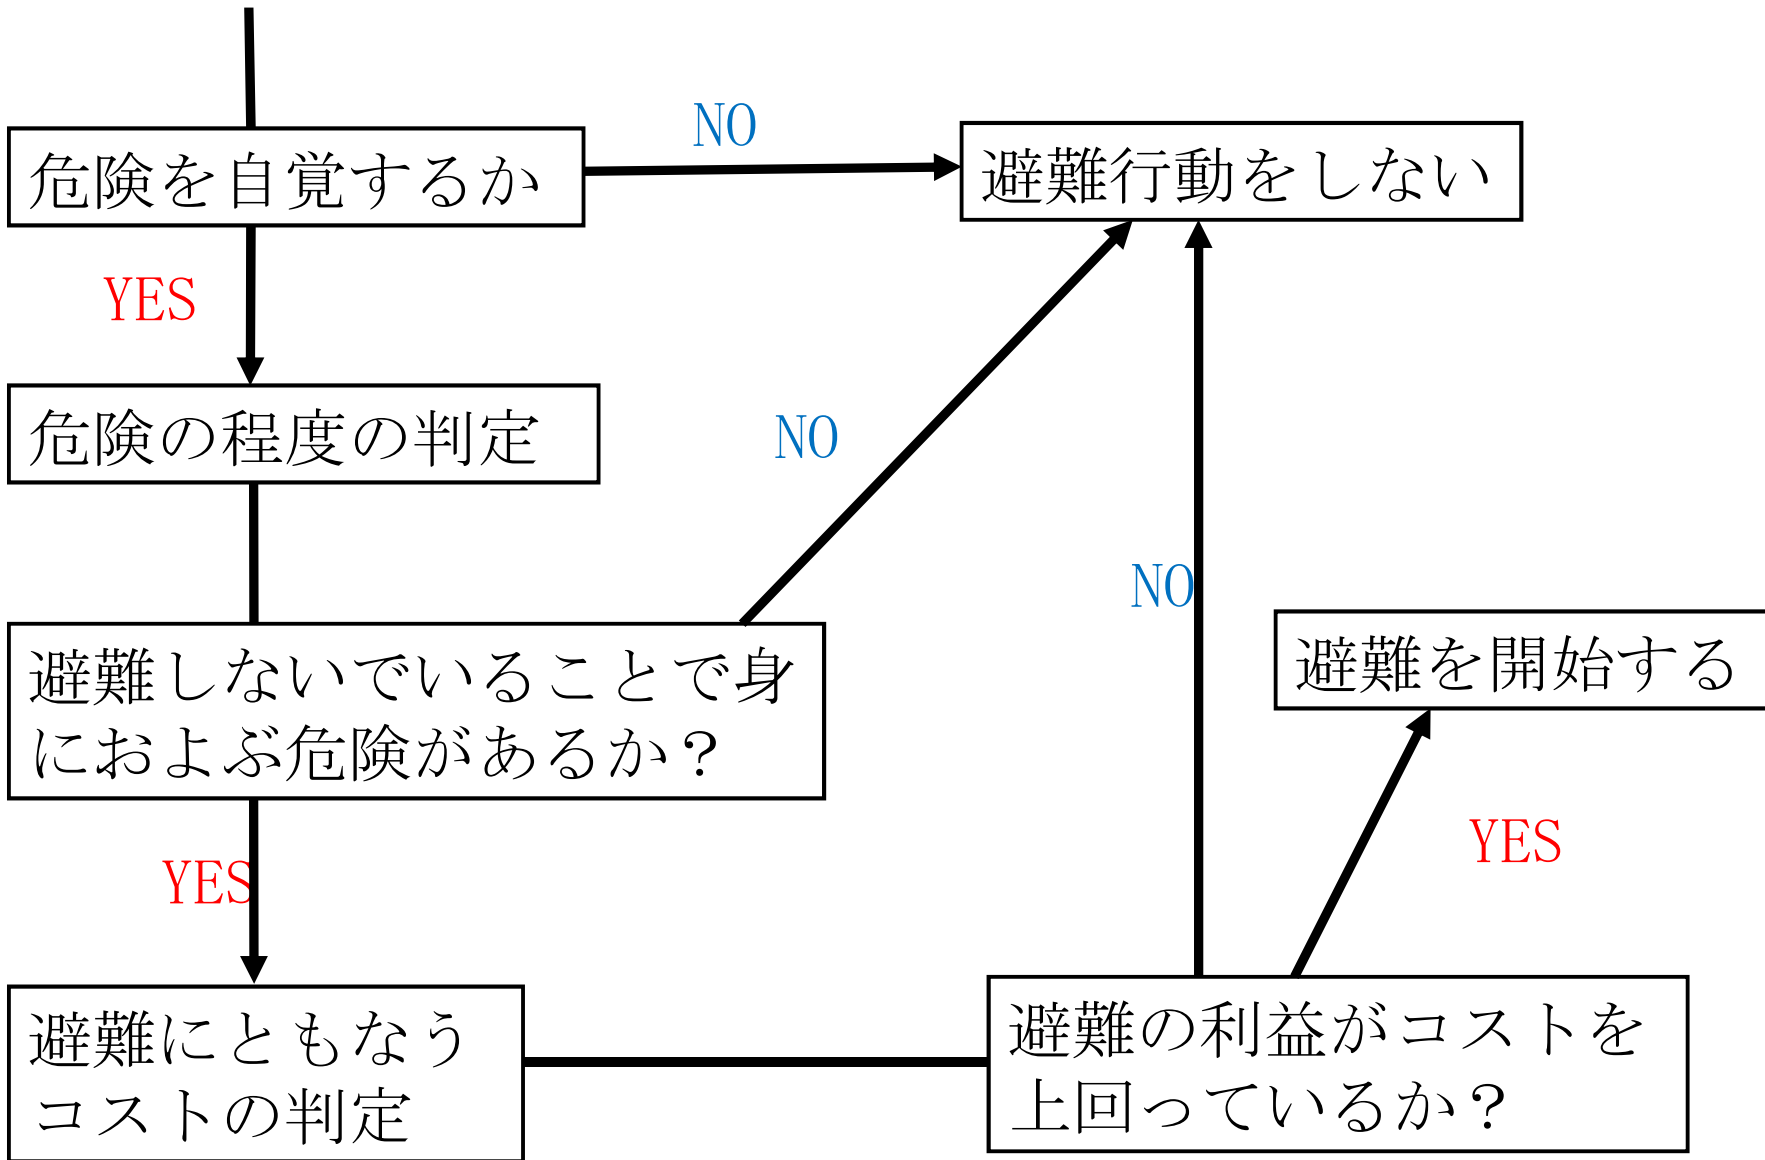 NO
危険を自覚するか
避難行動をしない
YES
危険の程度の判定
NO
NO
避難しないでいることで身
におよぶ危険があるか？
避難を開始する
YES
YES
避難にともなう
コストの判定
避難の利益がコストを
上回っているか？